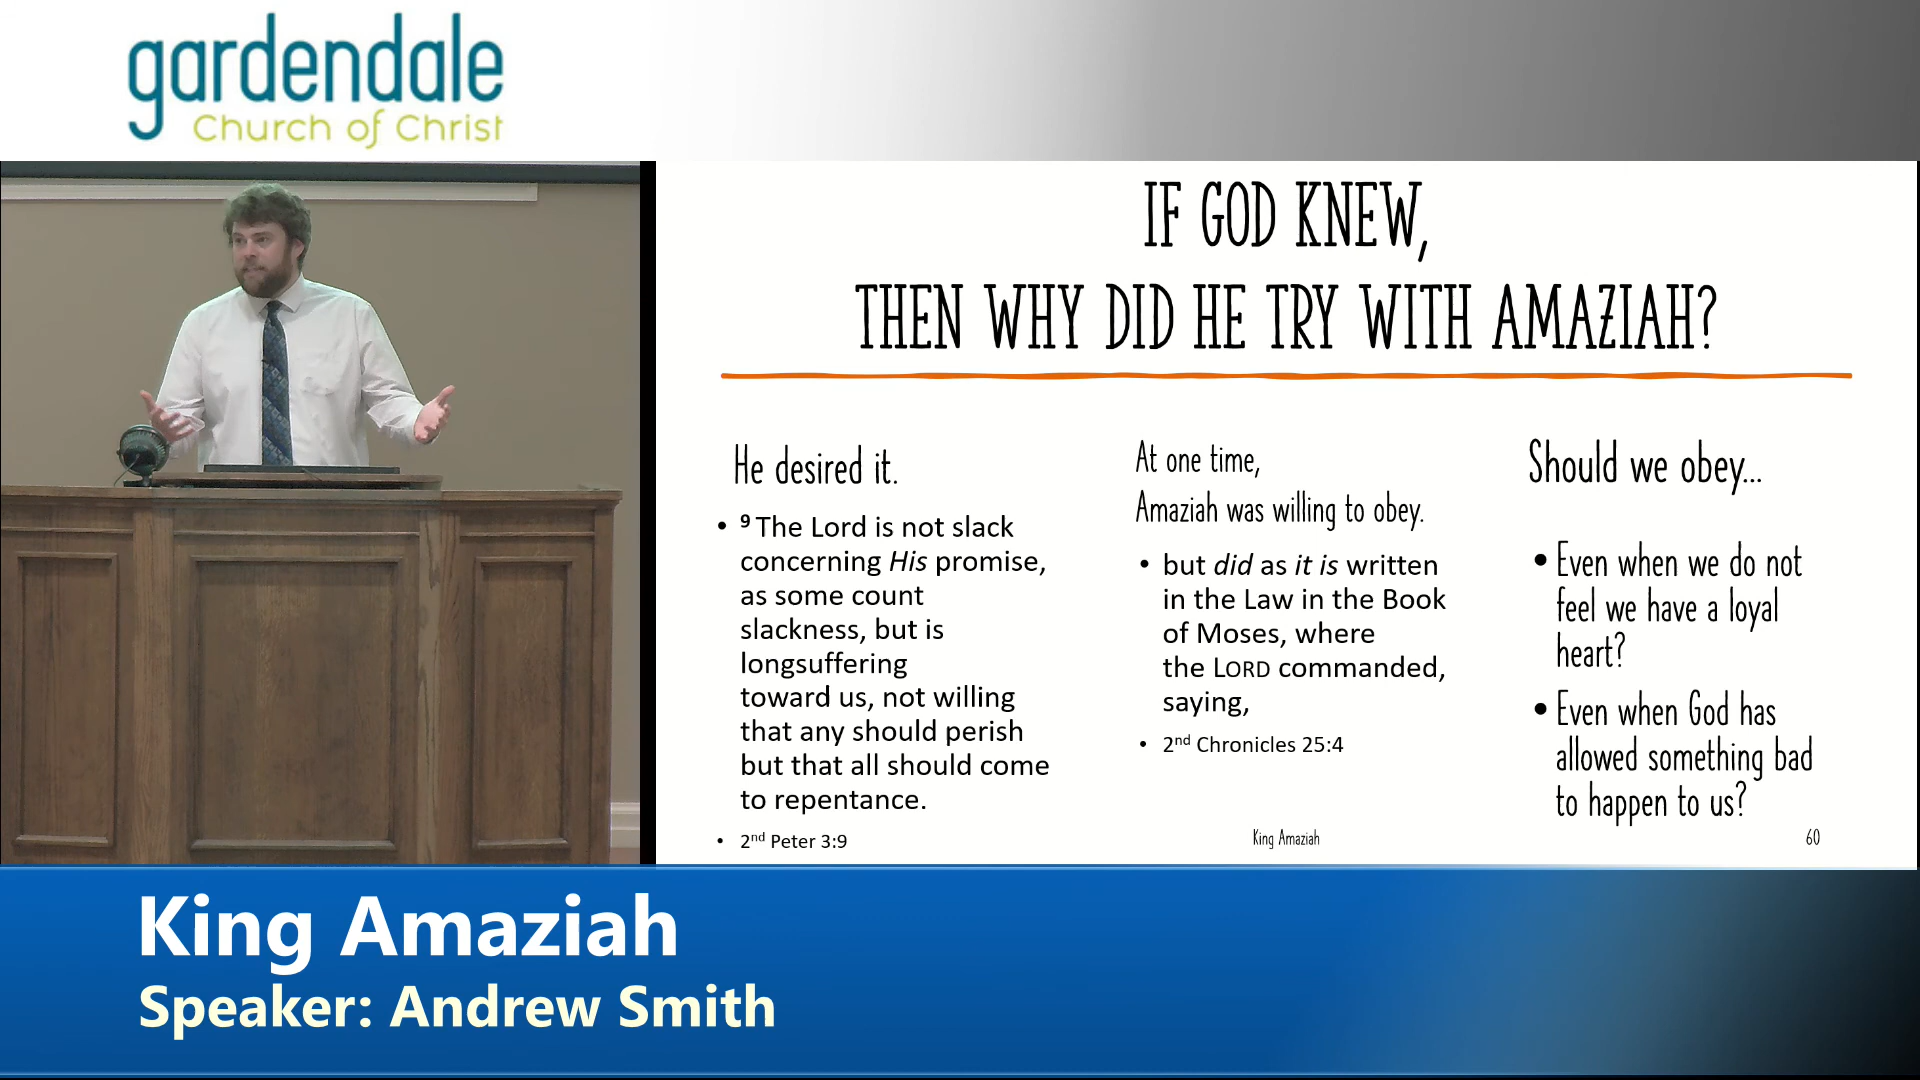 gardendale
Church of Christ
IF GOD KNEW,
THEN WHY DID HE TRY WITH AMAZIAH?
He desired it.
• 9 The Lord is not slack
concerning His promise,
as some count
slackness, but is
longsuffering
toward us, not willing
that any should perish
but that all should come
to repentance.
• 2nd Peter 3:9
At one time,
Amaziah was willing to obey.
• but did as it is written
in the Law in the Book
of Moses, where
the LORD commanded,
saying,
• 2nd Chronicles 25:4
Should we obey...
• Even when we do not
feel we have a loyal
heart?
• Even when God has
allowed something bad
to happen to us?
King Amaziah
60
King Amaziah
Speaker: Andrew Smith